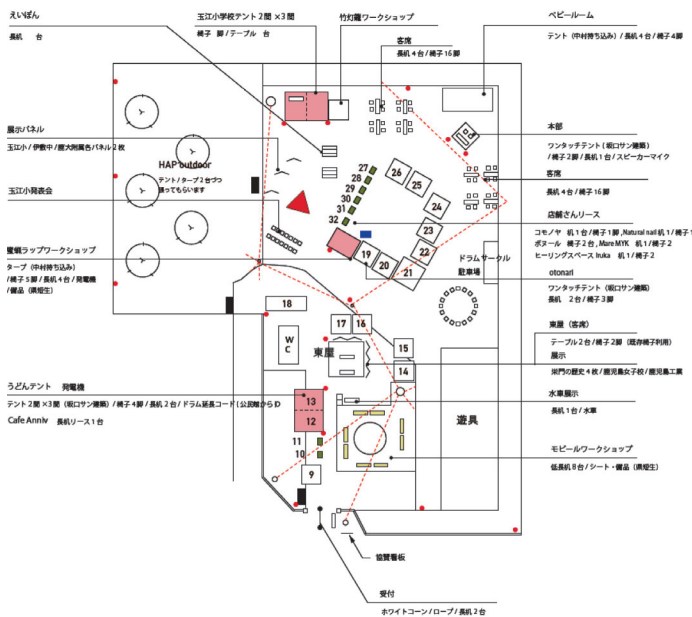 えいぽん
長机　台
玉江小学校テント2間×3間
椅子　脚 / テーブル　台
竹灯籠ワークショップ
客席
長机4台 / 椅子16脚
ベビールーム
テント(中村持ち込み) / 長机4台 / 椅子4脚
展示パネル
玉江小 / 伊敷中 / 鹿大附属各パネル2枚
HAP outdoor
テント / タープ2台づつ
張ってもらいます
本部
ワンタッチテント(坂口サン建築)
/ 椅子2脚 / 長机1台 / スピーカーマイク
客席
長机4台 / 椅子16脚
玉江小発表会
店舗さんリース
コモノヤ　机1台 / 椅子1脚 ,Natural nail 机1 / 椅子1
ポヌール　椅子2台 , Mare MYK　机1 / 椅子2
ヒーリングスペース Iruka　机1 / 椅子2
27
28
29
30
31
32
26
25
24
23
22
21
20
19
ドラムサークル
駐車場
otonari
ワンタッチテント(坂口サン建築)
長机　2台 / 椅子3脚
ラップワークショップ
タープ(中村持ち込み)
/ 椅子5脚 / 長机4台 / 発電機
/ 備品(県短生)
18
17
16
15
14
WC
東屋
東屋(客席)
テーブル2台 / 椅子2脚(既存椅子利用)
展示
栄門の歴史4枚 / 鹿児島女子校 / 鹿児島工業
うどんテント　発電機
テント2間×3間(坂口サン建築) / 椅子4脚 / 長机2台 / ドラム延長コード(公民館から)
Cafe Anniv　長机リース1台
13
12
11
10
9
遊具
水車展示
長机1台 / 水車
モビールワークショップ
低長机8台 / シート・備品(県短生)
協賛看板
受付
ホワイトコーン / ロープ / 長机2台